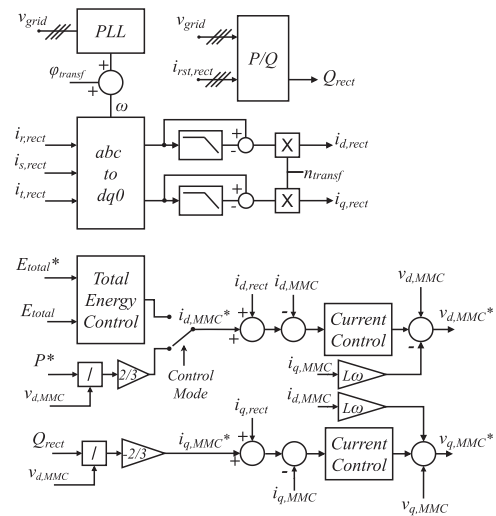 v_grid
PLL
φ_transf
+
+
ω
v_grid
i_rst,rect
P/Q
Q_rect
i_r,rect
i_s,rect
i_t,rect
abc
to
dq0
+
-
X
i_d,rect
n_transf
+
-
X
i_q,rect
E_total*
E_total
Total
Energy
Control
i_d,MMC*
P*
v_d,MMC
/
2/3
Control
Mode
i_d,rect
i_d,MMC
+
+
-
Current
Control
v_d,MMC
-
v_d,MMC*
i_q,MMC
Lω
i_d,MMC
Lω
Q_rect
v_d,MMC
/
-2/3
i_q,MMC*
i_q,rect
+
+
-
i_q,MMC
Current
Control
v_q,MMC*
v_q,MMC